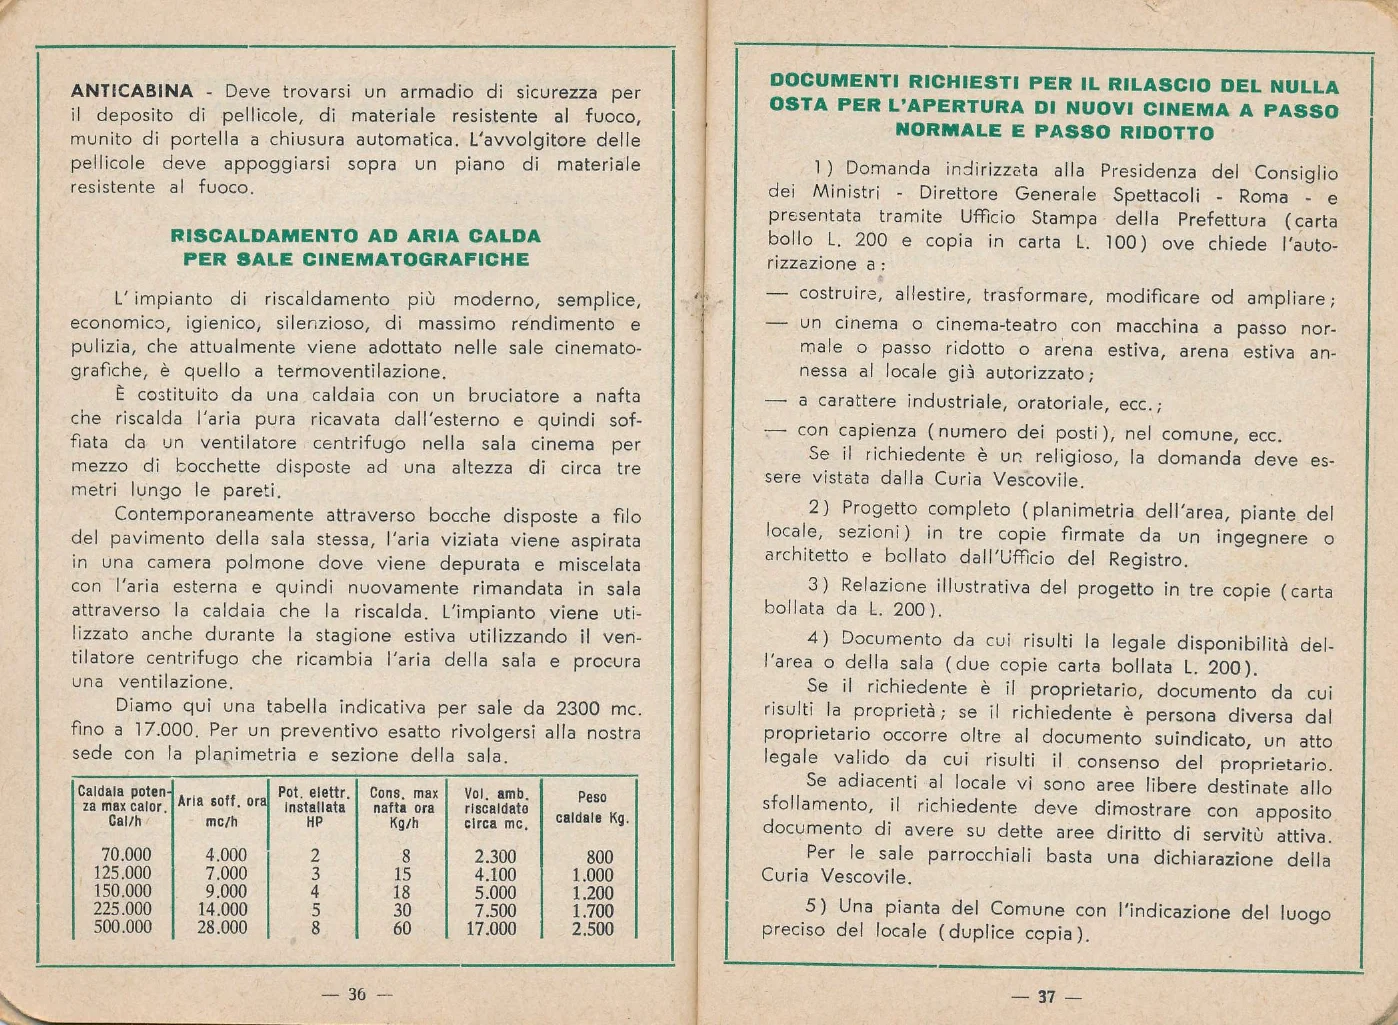 ANTICABINA - Deve trovarsi un armadio di sicurezza per
il deposito di pellicole, di materiale resistente al fuoco,
munito di portella a chiusura automatica. L'avvolgitore delle
pellicole deve appoggiarsi sopra un piano di materiale
resistente al fuoco.
RISCALDAMENTO AD ARIA CALDA
PER SALE CINEMATOGRAFICHE
L'impianto di riscaldamento più moderno, semplice,
economico, igienico, silenzioso, di massimo rendimento e
pulizia, che attualmente viene adottato nelle sale cinemato-
grafiche, è quello a termoventilazione.
È costituito da una caldaia con un bruciatore a nafta
che riscalda l'aria pura ricavata dall'esterno e quindi sof-
fiata da un ventilatore centrifugo nella sala cinema per
mezzo di bocchette disposte ad una altezza di circa tre
metri lungo le pareti.
Contemporaneamente attraverso bocche disposte a filo
del pavimento della sala stessa, l'aria viziata viene aspirata
in una camera polmone dove viene depurata e miscelata
con l'aria esterna e quindi nuovamente rimandata in sala
attraverso la caldaia che la riscalda. L'impianto viene uti-
lizzato anche durante la stagione estiva utilizzando il ven-
tilatore centrifugo che ricambia l'aria della sala e procura
una ventilazione.
Diamo qui una tabella indicativa per sale da 2300 mc.
fino a 17.000. Per un preventivo esatto rivolgersi alla nostra
sede con la planimetria e sezione della sala.
Caldaia poten- Aria soff. ora Pot. elettr. Cons. max Vol. amb. Peso
za max calor. mc/h installata nafta ora riscaldato caldaie Kg.
Cal/h HP Kg/h circa mc.
70.000 4.000 2 8 2.300 800
125.000 7.000 3 15 4.100 1.000
150.000 9.000 4 18 5.000 1.200
225.000 14.000 5 30 7.500 1.700
500.000 28.000 8 60 17.000 2.500
— 36 —
DOCUMENTI RICHIESTI PER IL RILASCIO DEL NULLA
OSTA PER L'APERTURA DI NUOVI CINEMA A PASSO
NORMALE E PASSO RIDOTTO
1) Domanda indirizzata alla Presidenza del Consiglio
dei Ministri - Direttore Generale Spettacoli - Roma - e
presentata tramite Ufficio Stampa della Prefettura (carta
bollo L. 200 e copia in carta L. 100) ove chiede l'auto-
rizzazione a:
— costruire, allestire, trasformare, modificare od ampliare;
— un cinema o cinema-teatro con macchina a passo nor-
male o passo ridotto o arena estiva, arena estiva an-
nessa al locale già autorizzato;
— a carattere industriale, oratoriale, ecc.;
— con capienza (numero dei posti), nel comune, ecc.
Se il richiedente è un religioso, la domanda deve es-
sere vistata dalla Curia Vescovile.
2) Progetto completo (planimetria dell'area, piante del
locale, sezioni) in tre copie firmate da un ingegnere o
architetto e bollato dall'Ufficio del Registro.
3) Relazione illustrativa del progetto in tre copie (carta
bollata da L. 200).
4) Documento da cui risulti la legale disponibilità del-
l'area o della sala (due copie carta bollata L. 200).
Se il richiedente è il proprietario, documento da cui
risulti la proprietà; se il richiedente è persona diversa dal
proprietario occorre oltre al documento suindicato, un atto
legale valido da cui risulti il consenso del proprietario.
Se adiacenti al locale vi sono aree libere destinate allo
sfollamento, il richiedente deve dimostrare con apposito
documento di avere su dette aree diritto di servitù attiva.
Per le sale parrocchiali basta una dichiarazione della
Curia Vescovile.
5) Una pianta del Comune con l'indicazione del luogo
preciso del locale (duplice copia).
— 37 —